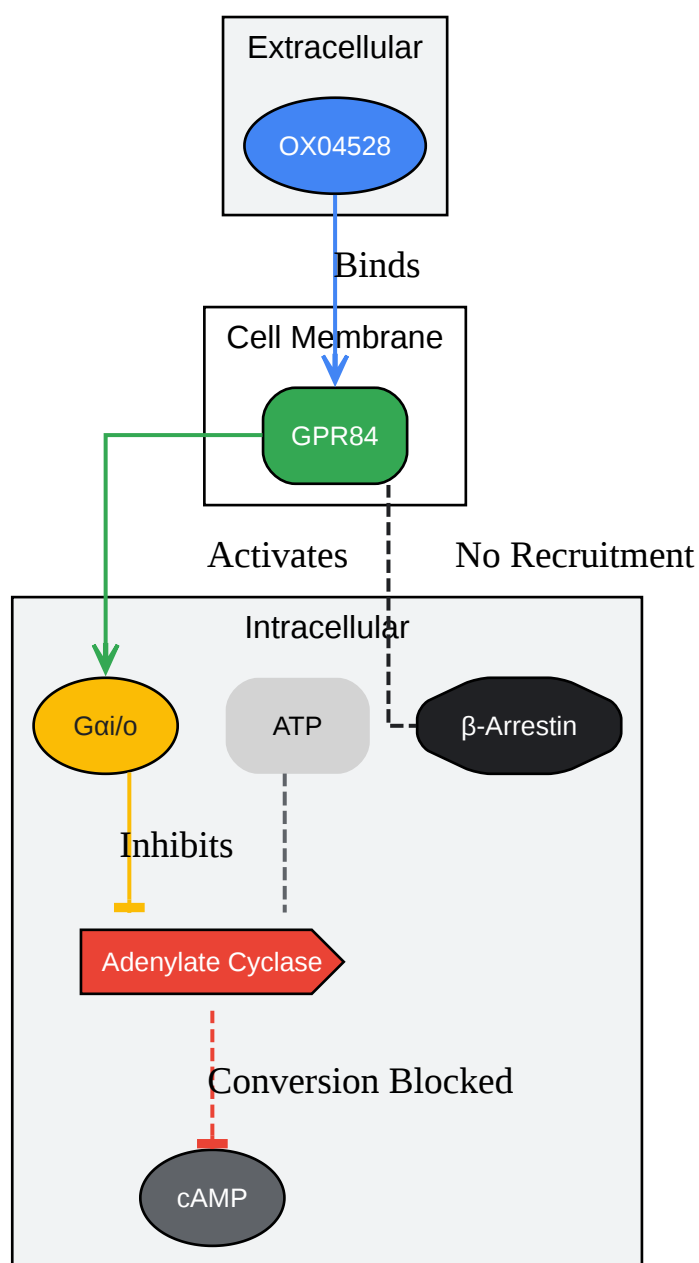 Extracellular
OX04528
Binds
Cell Membrane
GPR84
Activates
No Recruitment
Intracellular
Gαi/o
ATP
β-Arrestin
Inhibits
Adenylate Cyclase
Conversion Blocked
cAMP